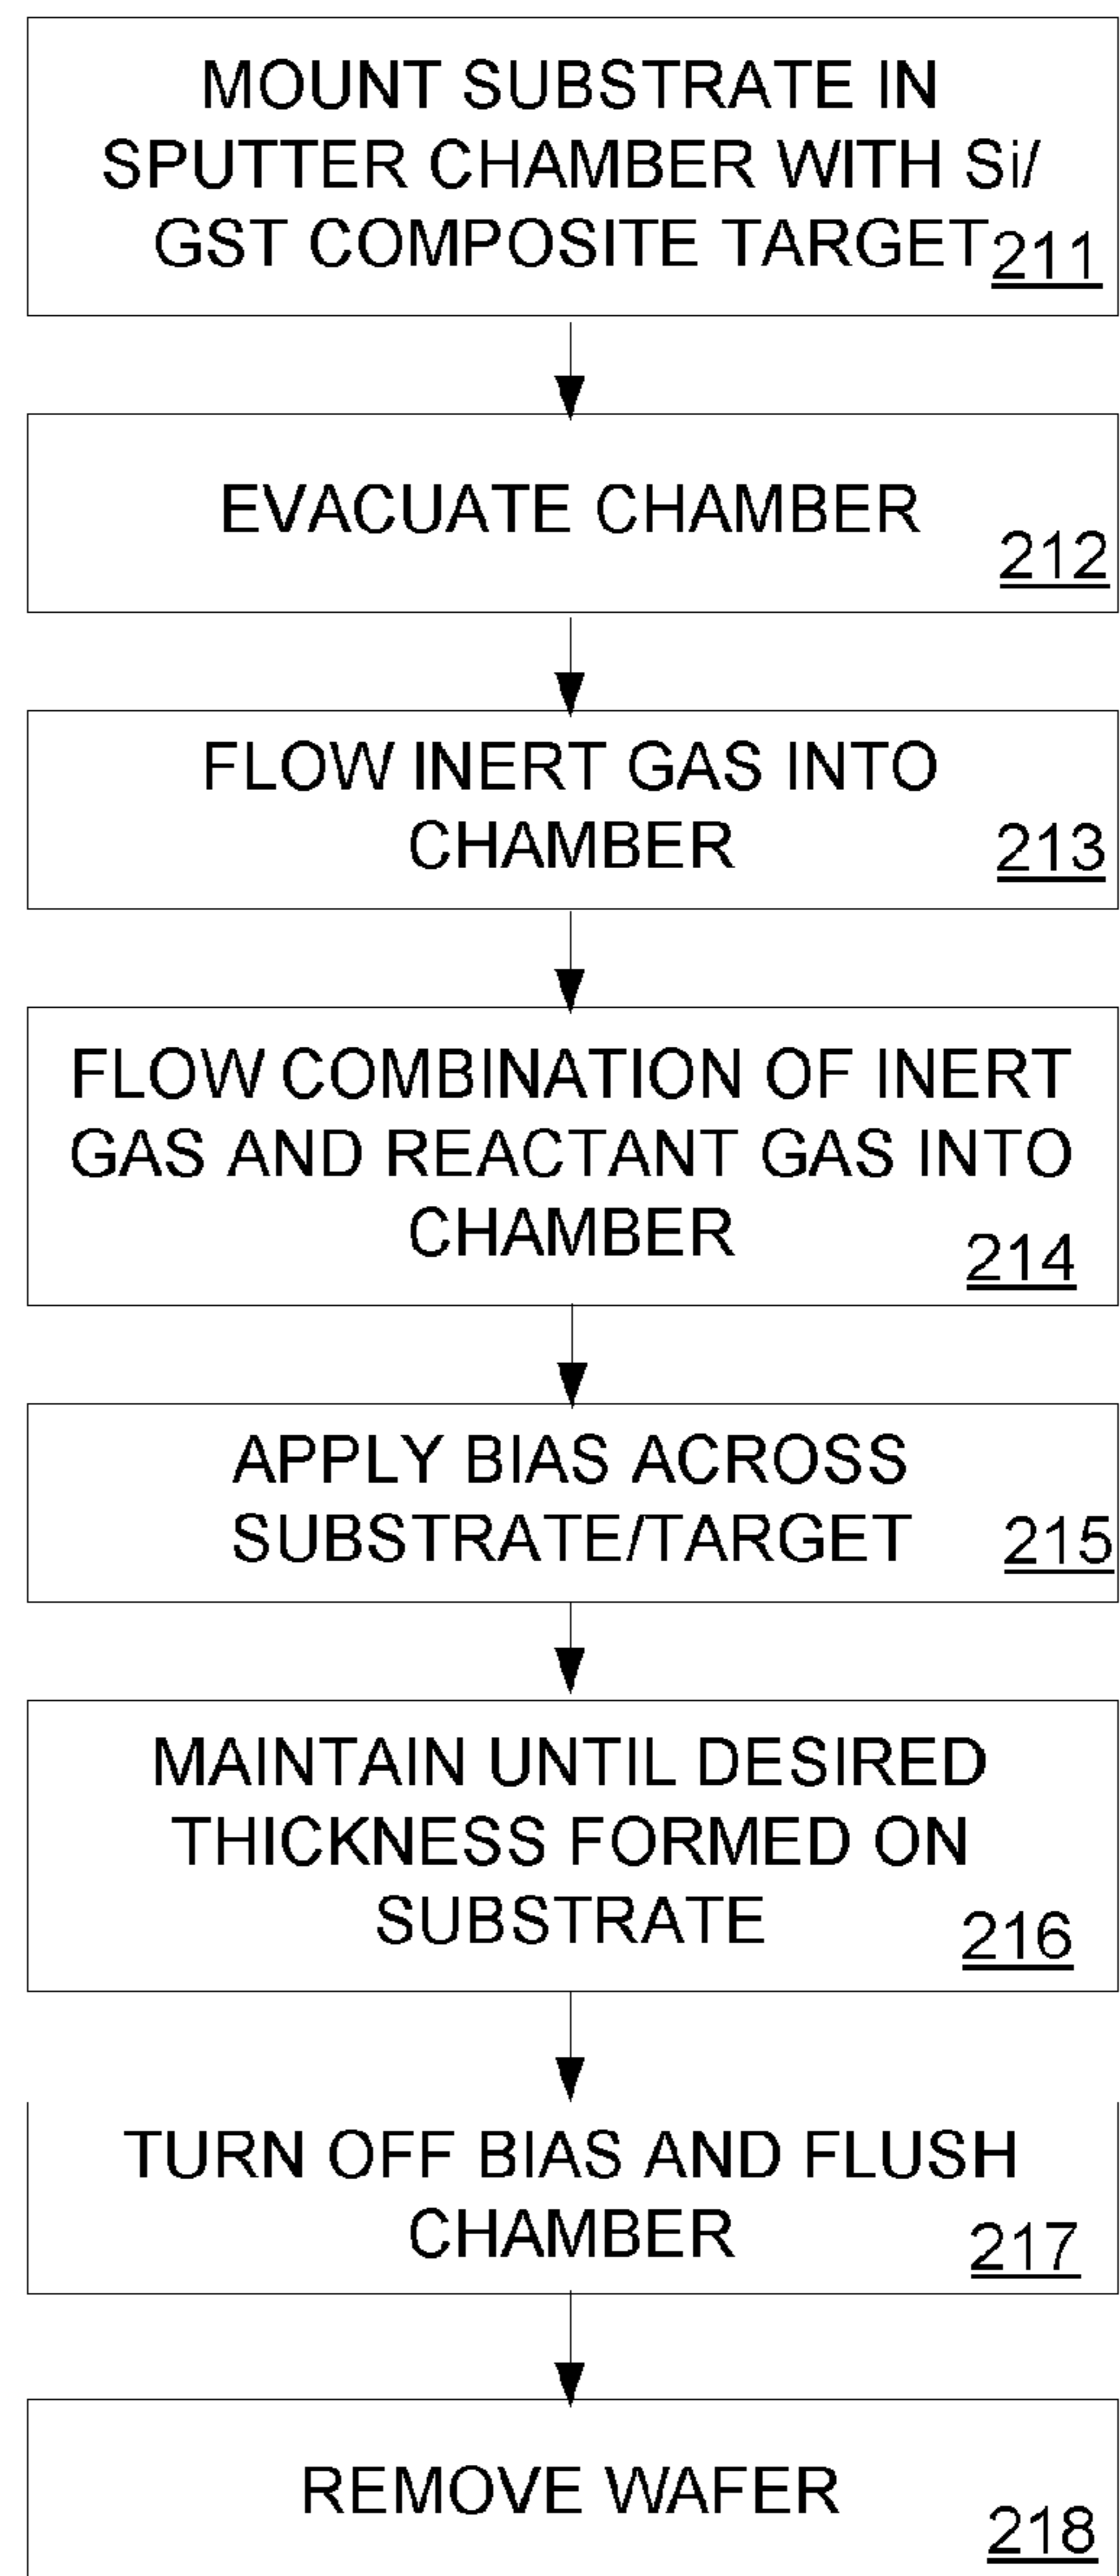 MOUNT SUBSTRATE IN
SPUTTER CHAMBER WITH Si/
GST COMPOSITE TARGET
211
EVACUATE CHAMBER
212
FLOW INERT GAS INTO
CHAMBER
213
FLOW COMBINATION OF INERT
GAS AND REACTANT GAS INTO
CHAMBER
214
APPLY BIAS ACROSS
SUBSTRATE/TARGET
215
MAINTAIN UNTIL DESIRED
THICKNESS FORMED ON
SUBSTRATE
216
TURN OFF BIAS AND FLUSH
CHAMBER
217
REMOVE WAFER
218